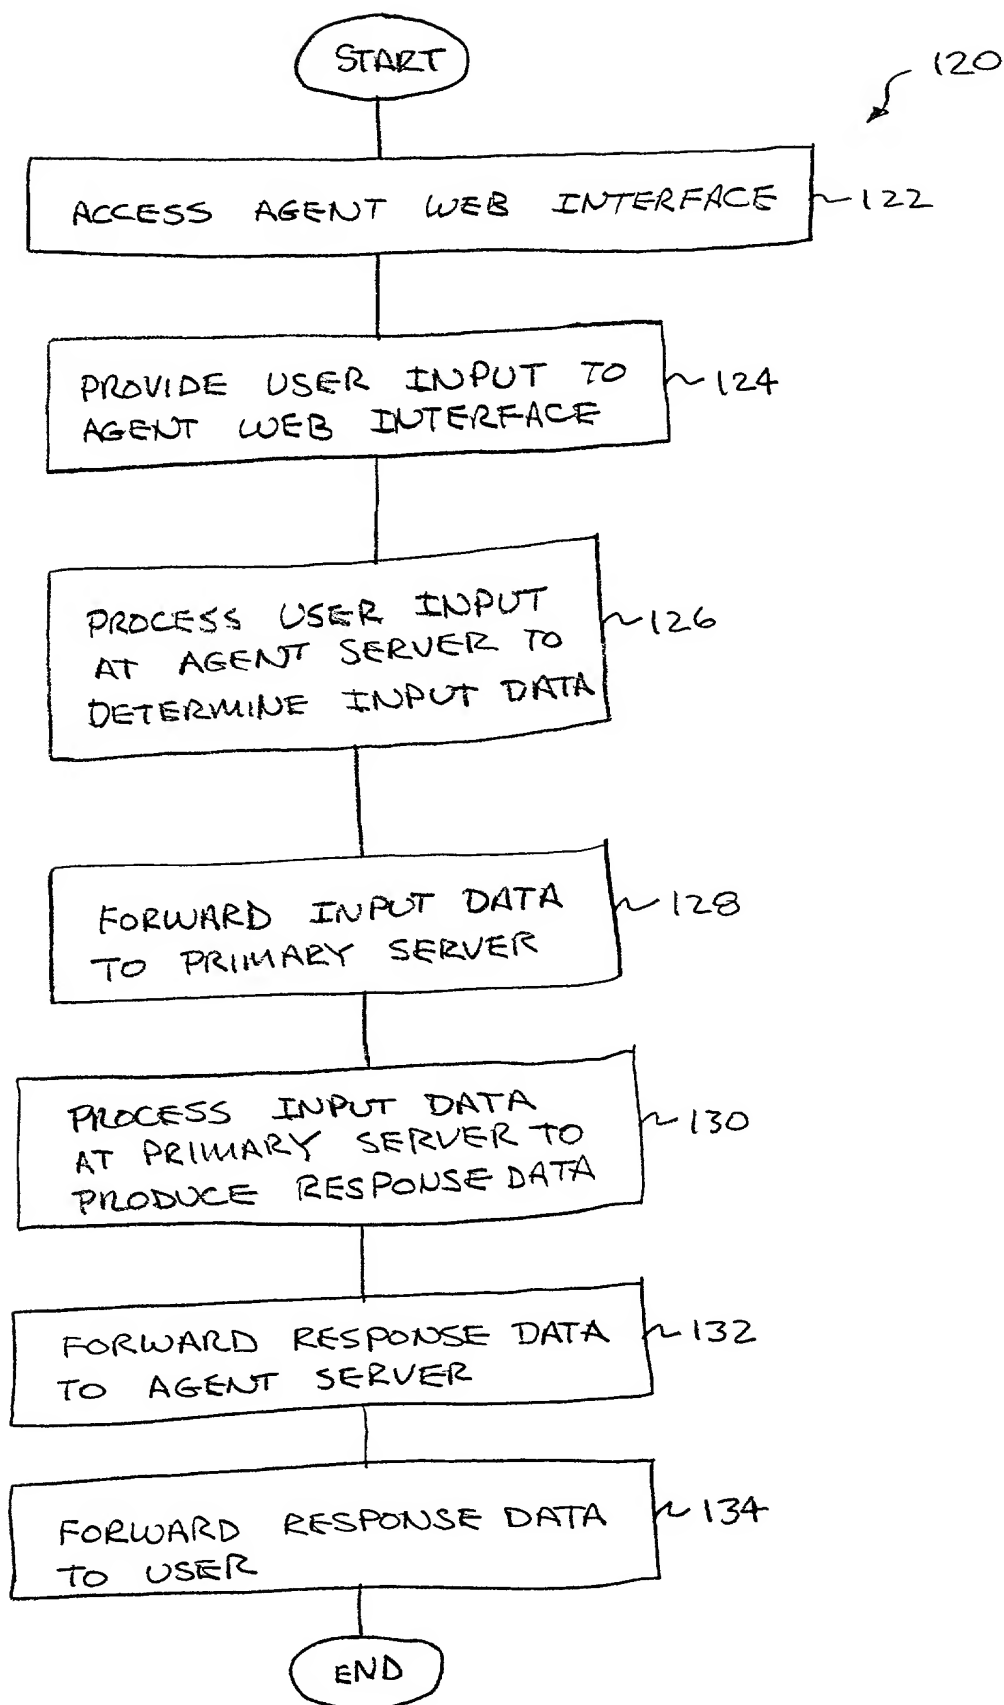 START
120
ACCESS AGENT WEB INTERFACE
122
PROVIDE USER INPUT TO
AGENT WEB INTERFACE
124
PROCESS USER INPUT
AT AGENT SERVER TO
DETERMINE INPUT DATA
126
FORWARD INPUT DATA
TO PRIMARY SERVER
128
PROCESS INPUT DATA
AT PRIMARY SERVER TO
PRODUCE RESPONSE DATA
130
FORWARD RESPONSE DATA
TO AGENT SERVER
132
FORWARD RESPONSE DATA
TO USER
134
END